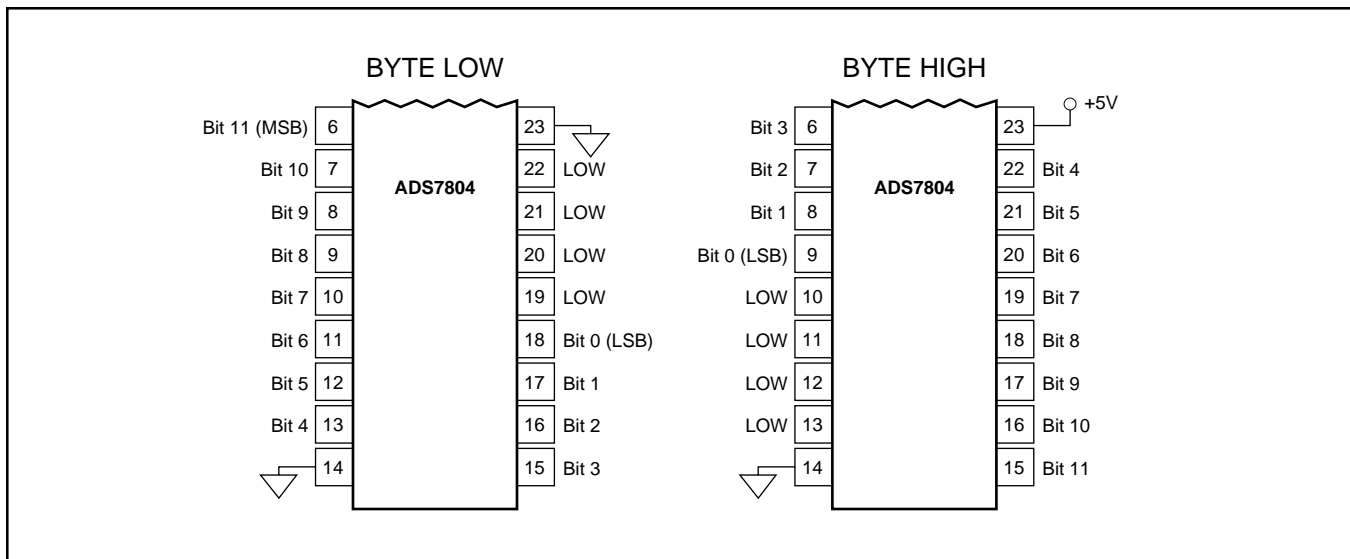 BYTE LOW
Bit 11 (MSB) 6 23
Bit 10 7 22 LOW
ADS7804
Bit 9 8 21 LOW
Bit 8 9 20 LOW
Bit 7 10 19 LOW
Bit 6 11 18 Bit 0 (LSB)
Bit 5 12 17 Bit 1
Bit 4 13 16 Bit 2
14 15 Bit 3
BYTE HIGH
+5V
Bit 3 6 23
Bit 2 7 22 Bit 4
ADS7804
Bit 1 8 21 Bit 5
Bit 0 (LSB) 9 20 Bit 6
LOW 10 19 Bit 7
LOW 11 18 Bit 8
LOW 12 17 Bit 9
LOW 13 16 Bit 10
14 15 Bit 11